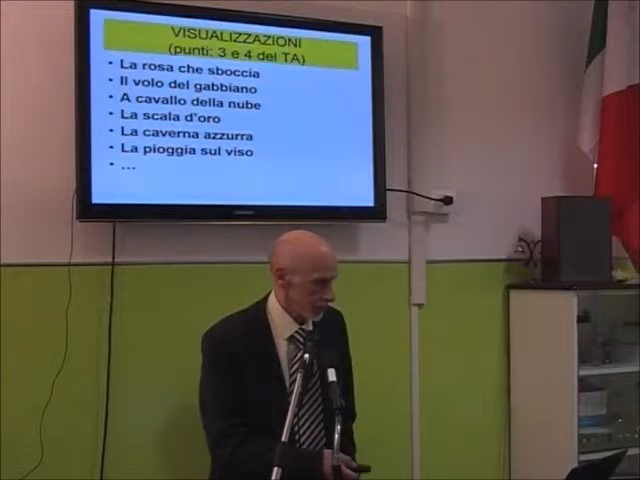 VISUALIZZAZIONI
(punti: 3 e 4 del TA)
• La rosa che sboccia
• Il volo del gabbiano
• A cavallo della nube
• La scala d'oro
• La caverna azzurra
• La pioggia sul viso
• ...